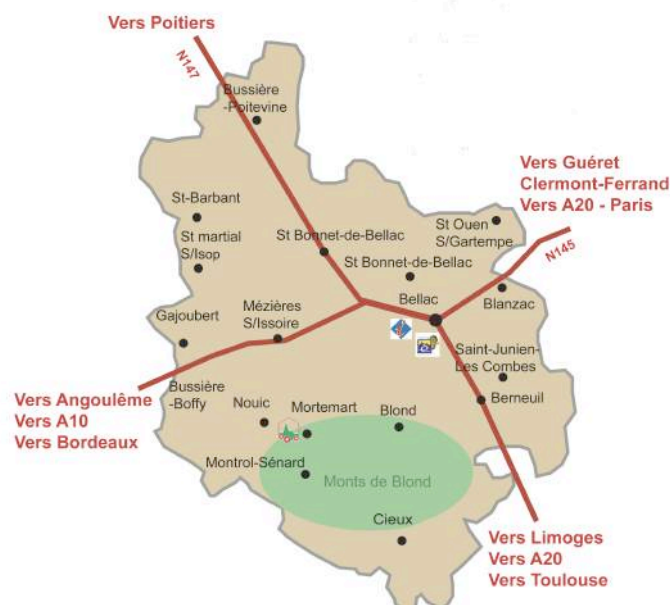 Vers Poitiers
N147
Bussière
-Poitevine
Vers Guéret
Clermont-Ferrand
Vers A20 - Paris
N145
St-Barbant
St martial
S/Isop
St Bonnet-de-Bellac
St Ouen
S/Gartempe
St Bonnet-de-Bellac
Bellac
Blanzac
Mézières
S/Issoire
Gajoubert
Saint-Junien-
Les Combes
Bussière
-Boffy
Berneuil
Vers Angoulême
Vers A10
Vers Bordeaux
Nouic
Mortemart
Blond
Montrol-Sénard
Monts de Blond
Cieux
Vers Limoges
Vers A20
Vers Toulouse